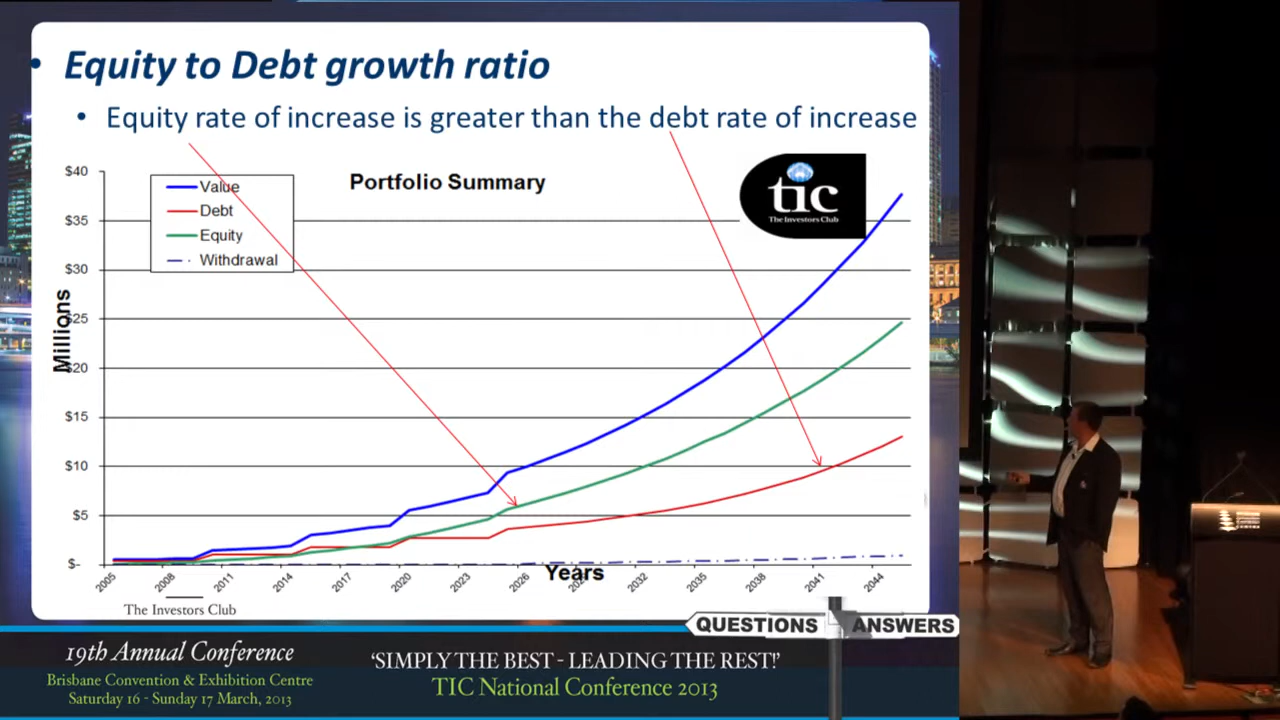 • Equity to Debt growth ratio
• Equity rate of increase is greater than the debt rate of increase
Portfolio Summary
Value
Debt
Equity
Withdrawal
tic
The Investors Club
Millions
$40
$35
$30
$25
$20
$15
$10
$5
$-
2005
2008
2011
2014
2017
2020
2023
2026
2032
2035
2038
2041
2044
Years
The Investors Club
QUESTIONS
ANSWERS
19th Annual Conference
Brisbane Convention & Exhibition Centre
Saturday 16 - Sunday 17 March, 2013
'SIMPLY THE BEST - LEADING THE REST!'
TIC National Conference 2013